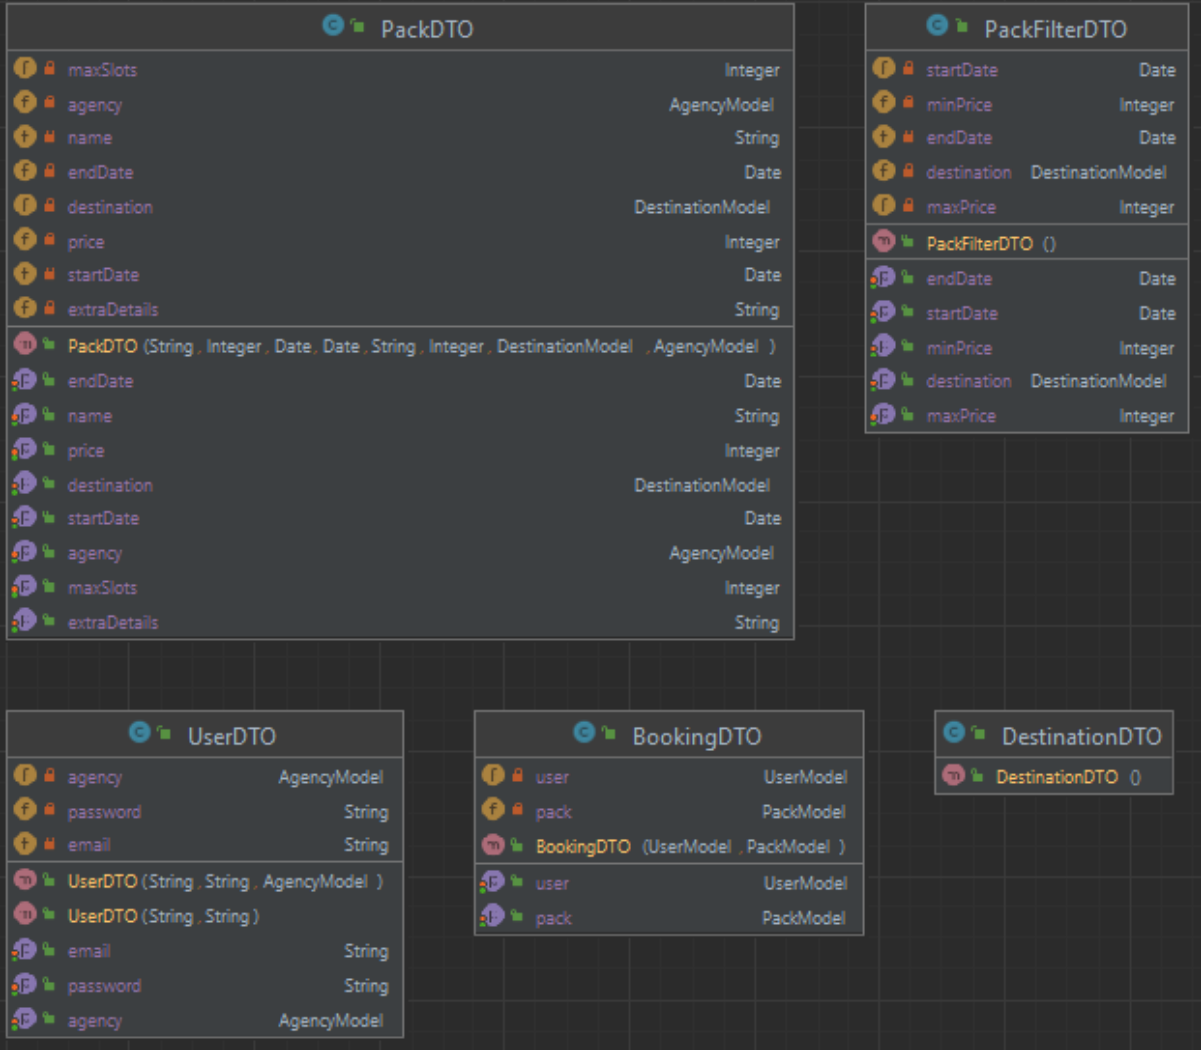 PackDTO
maxSlots Integer
agency AgencyModel
name String
endDate Date
destination DestinationModel
price Integer
startDate Date
extraDetails String
PackDTO (String, Integer, Date, Date, String, Integer, DestinationModel , AgencyModel )
endDate Date
name String
price Integer
destination DestinationModel
startDate Date
agency AgencyModel
maxSlots Integer
extraDetails String
PackFilterDTO
startDate Date
minPrice Integer
endDate Date
destination DestinationModel
maxPrice Integer
PackFilterDTO ()
endDate Date
startDate Date
minPrice Integer
destination DestinationModel
maxPrice Integer
UserDTO
agency AgencyModel
password String
email String
UserDTO (String, String, AgencyModel )
UserDTO (String, String)
email String
password String
agency AgencyModel
BookingDTO
user UserModel
pack PackModel
BookingDTO (UserModel , PackModel )
user UserModel
pack PackModel
DestinationDTO
DestinationDTO ()